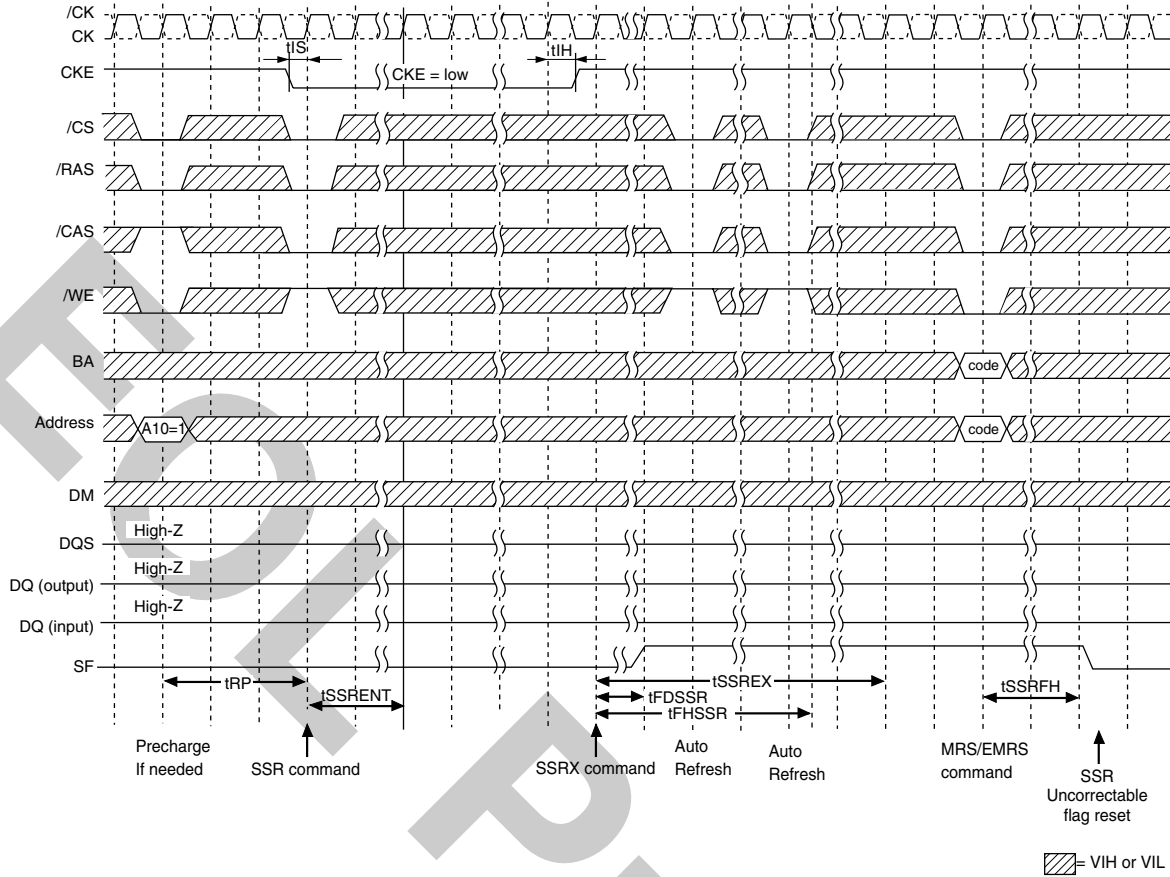 /CK
CK
tIS
tIH
CKE
CKE = low
/CS
/RAS
/CAS
/WE
BA
code
Address
A10=1
code
DM
High-Z
DQS
High-Z
DQ (output)
High-Z
DQ (input)
SF
tRP
tSSREX
tSSRENT
tFDSSR
tSSRFH
tFHSSR
Precharge
If needed
SSR command
SSRX command
Auto
Refresh
Auto
Refresh
MRS/EMRS
command
SSR
Uncorrectable
flag reset
= VIH or VIL
EOL P